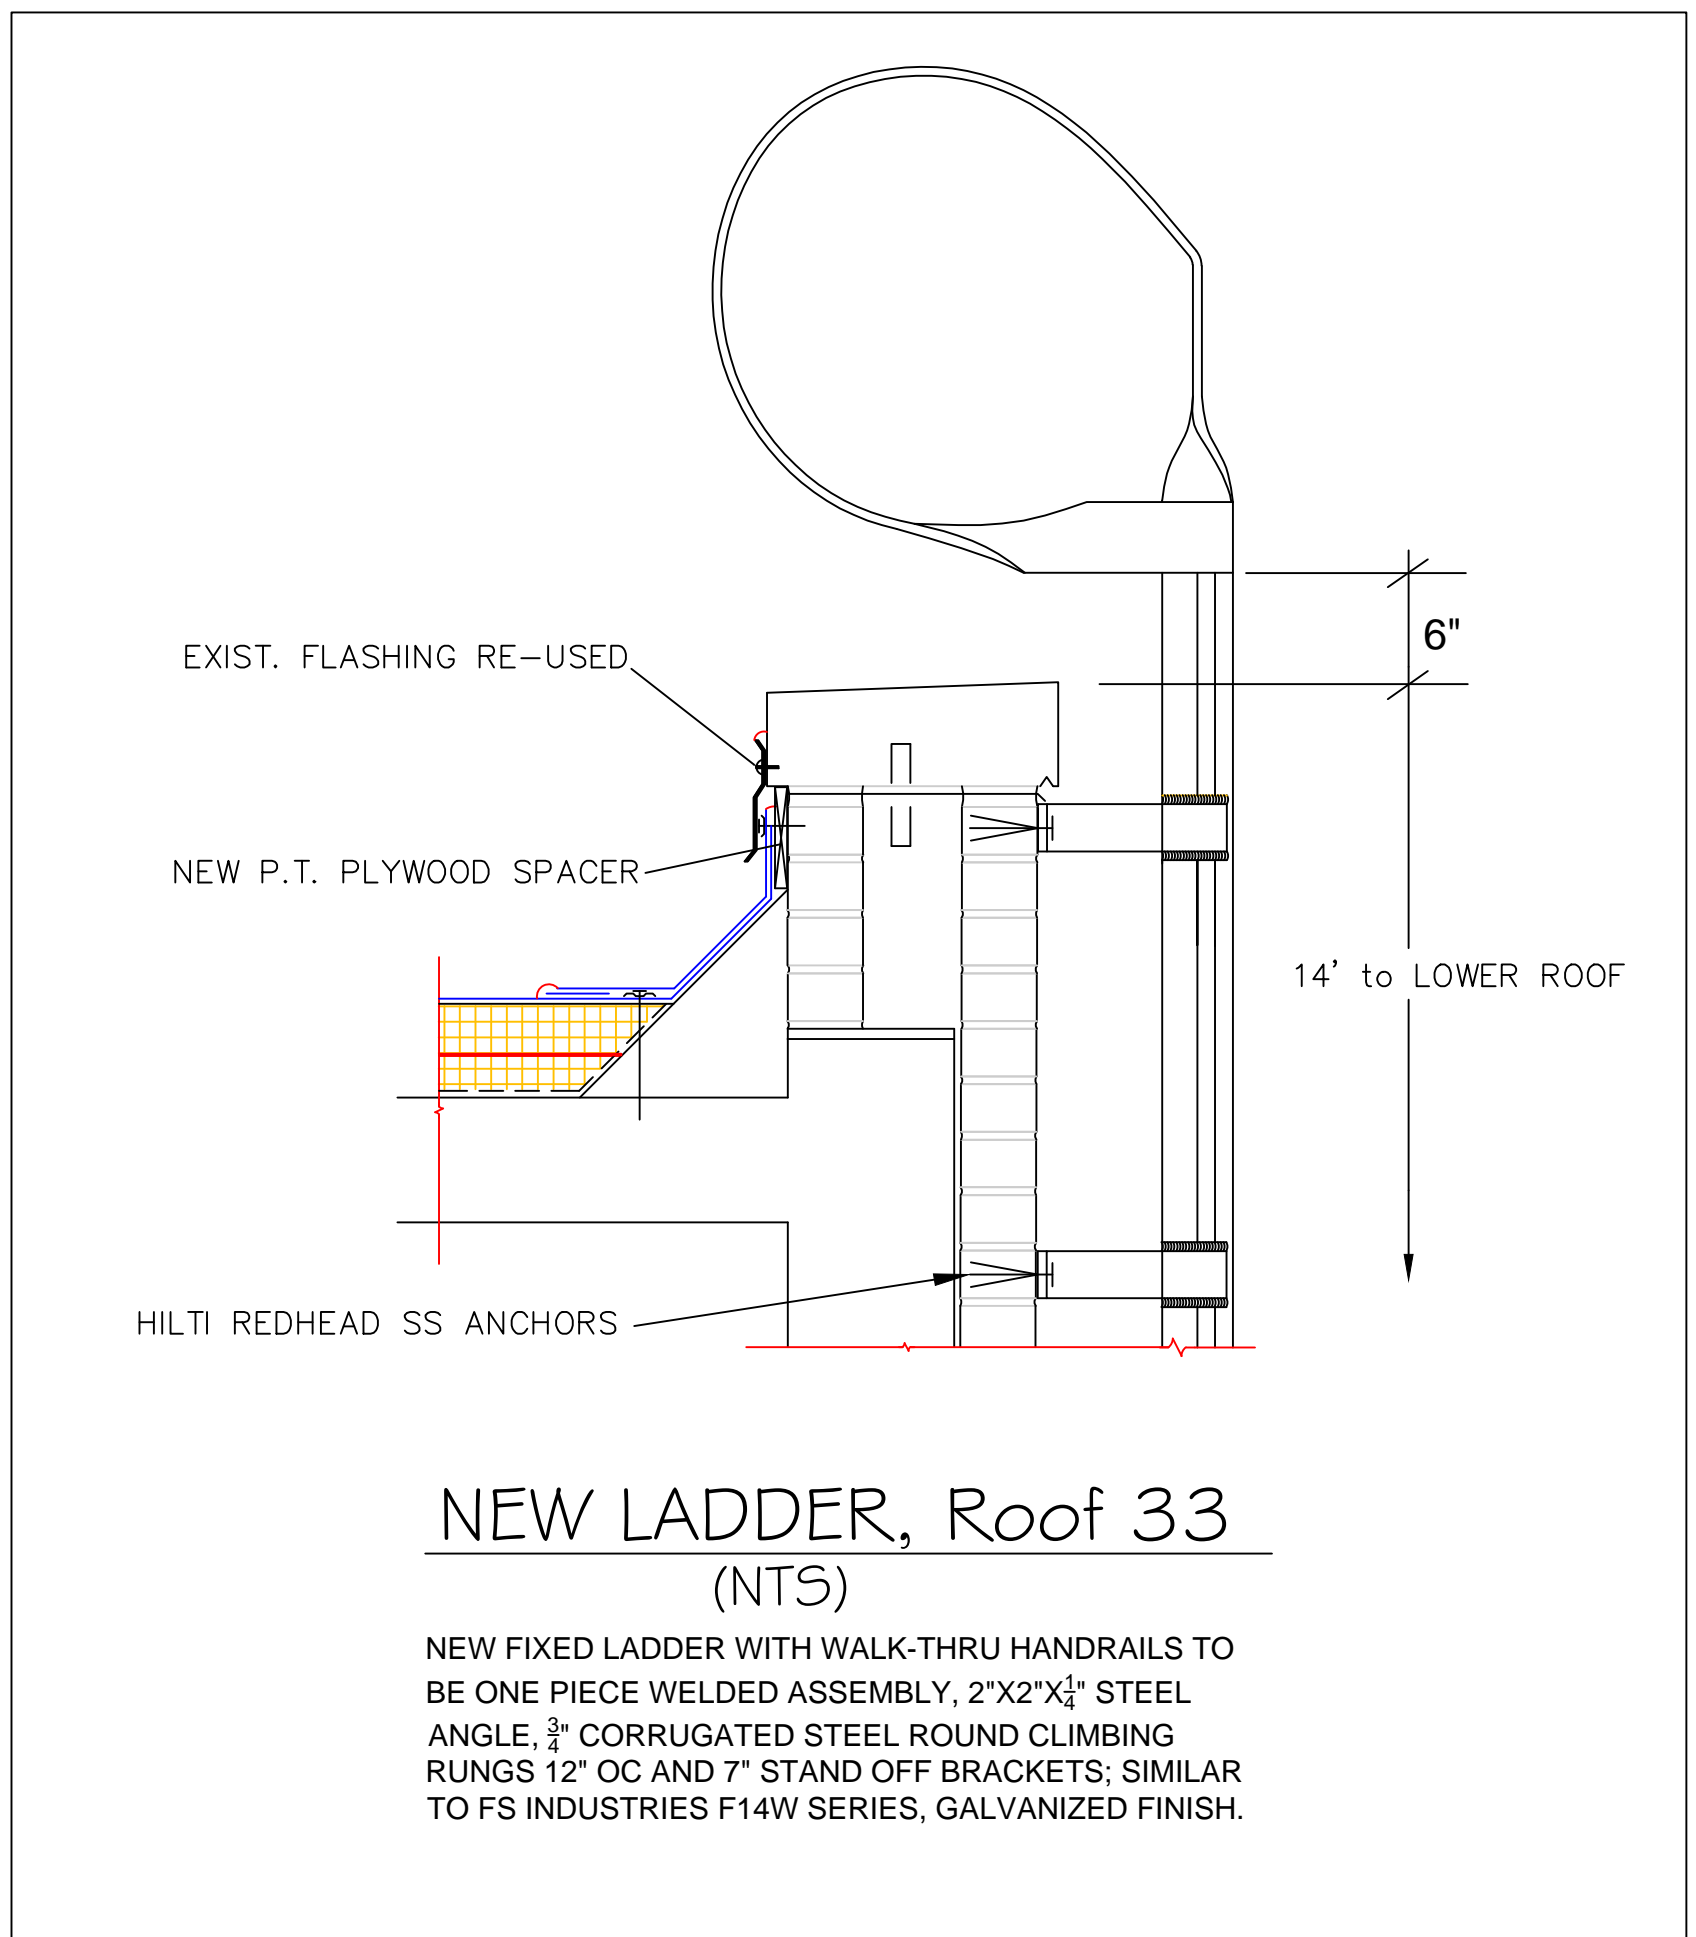 6"
EXIST. FLASHING RE-USED
NEW P.T. PLYWOOD SPACER
14' to LOWER ROOF
HILTI REDHEAD SS ANCHORS
NEW LADDER, Roof 33
(NTS)
NEW FIXED LADDER WITH WALK-THRU HANDRAILS TO
BE ONE PIECE WELDED ASSEMBLY, 2"X2"X1/4" STEEL
ANGLE, 3/4" CORRUGATED STEEL ROUND CLIMBING
RUNGS 12" OC AND 7" STAND OFF BRACKETS; SIMILAR
TO FS INDUSTRIES F14W SERIES, GALVANIZED FINISH.